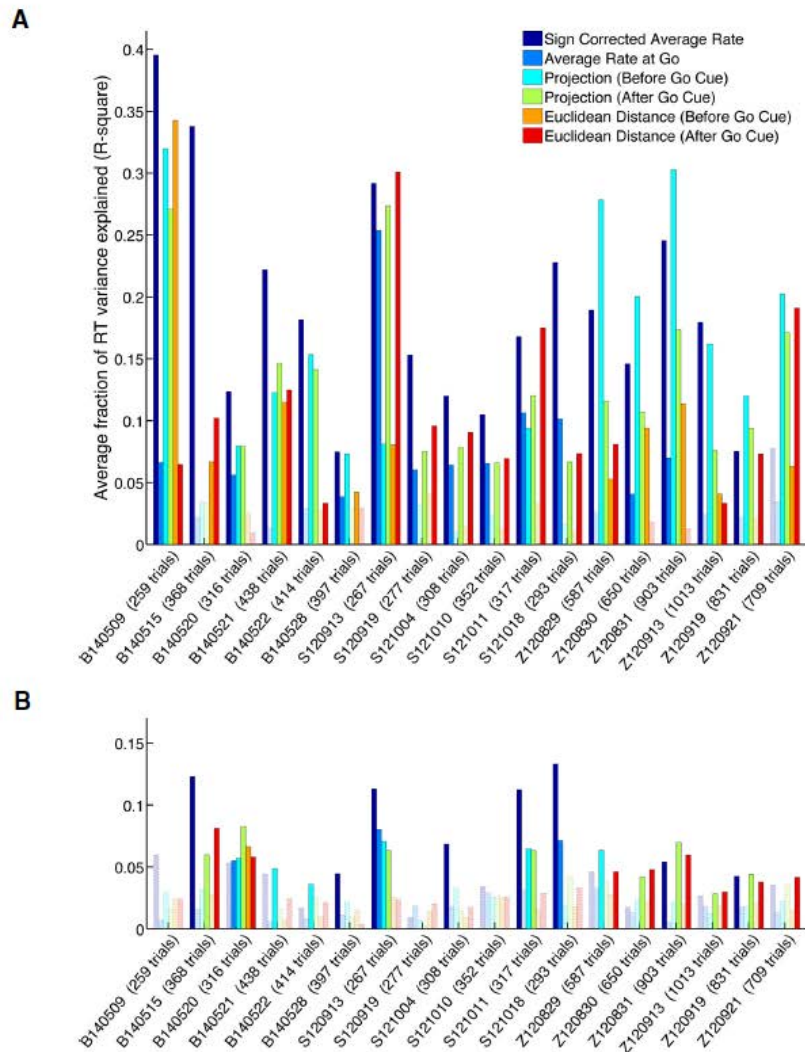 A
0.4
0.35
0.3
0.25
0.2
0.15
0.1
0.05
0
Average fraction of RT variance explained (R-square)
Sign Corrected Average Rate
Average Rate at Go
Projection (Before Go Cue)
Projection (After Go Cue)
Euclidean Distance (Before Go Cue)
Euclidean Distance (After Go Cue)
B140509 (259 trials)
B140515 (368 trials)
B140520 (316 trials)
B140521 (438 trials)
B140522 (414 trials)
B140528 (397 trials)
S120913 (267 trials)
S120919 (277 trials)
S121004 (308 trials)
S121010 (352 trials)
S121011 (317 trials)
S121018 (293 trials)
Z120829 (587 trials)
Z120830 (650 trials)
Z120831 (903 trials)
Z120913 (1013 trials)
Z120919 (831 trials)
Z120921 (709 trials)
B
0.15
0.1
0.05
0
B140509 (259 trials)
B140515 (368 trials)
B140520 (316 trials)
B140521 (438 trials)
B140522 (414 trials)
B140528 (397 trials)
S120913 (267 trials)
S120919 (277 trials)
S121004 (308 trials)
S121010 (352 trials)
S121011 (317 trials)
S121018 (293 trials)
Z120829 (587 trials)
Z120830 (650 trials)
Z120831 (903 trials)
Z120913 (1013 trials)
Z120919 (831 trials)
Z120921 (709 trials)